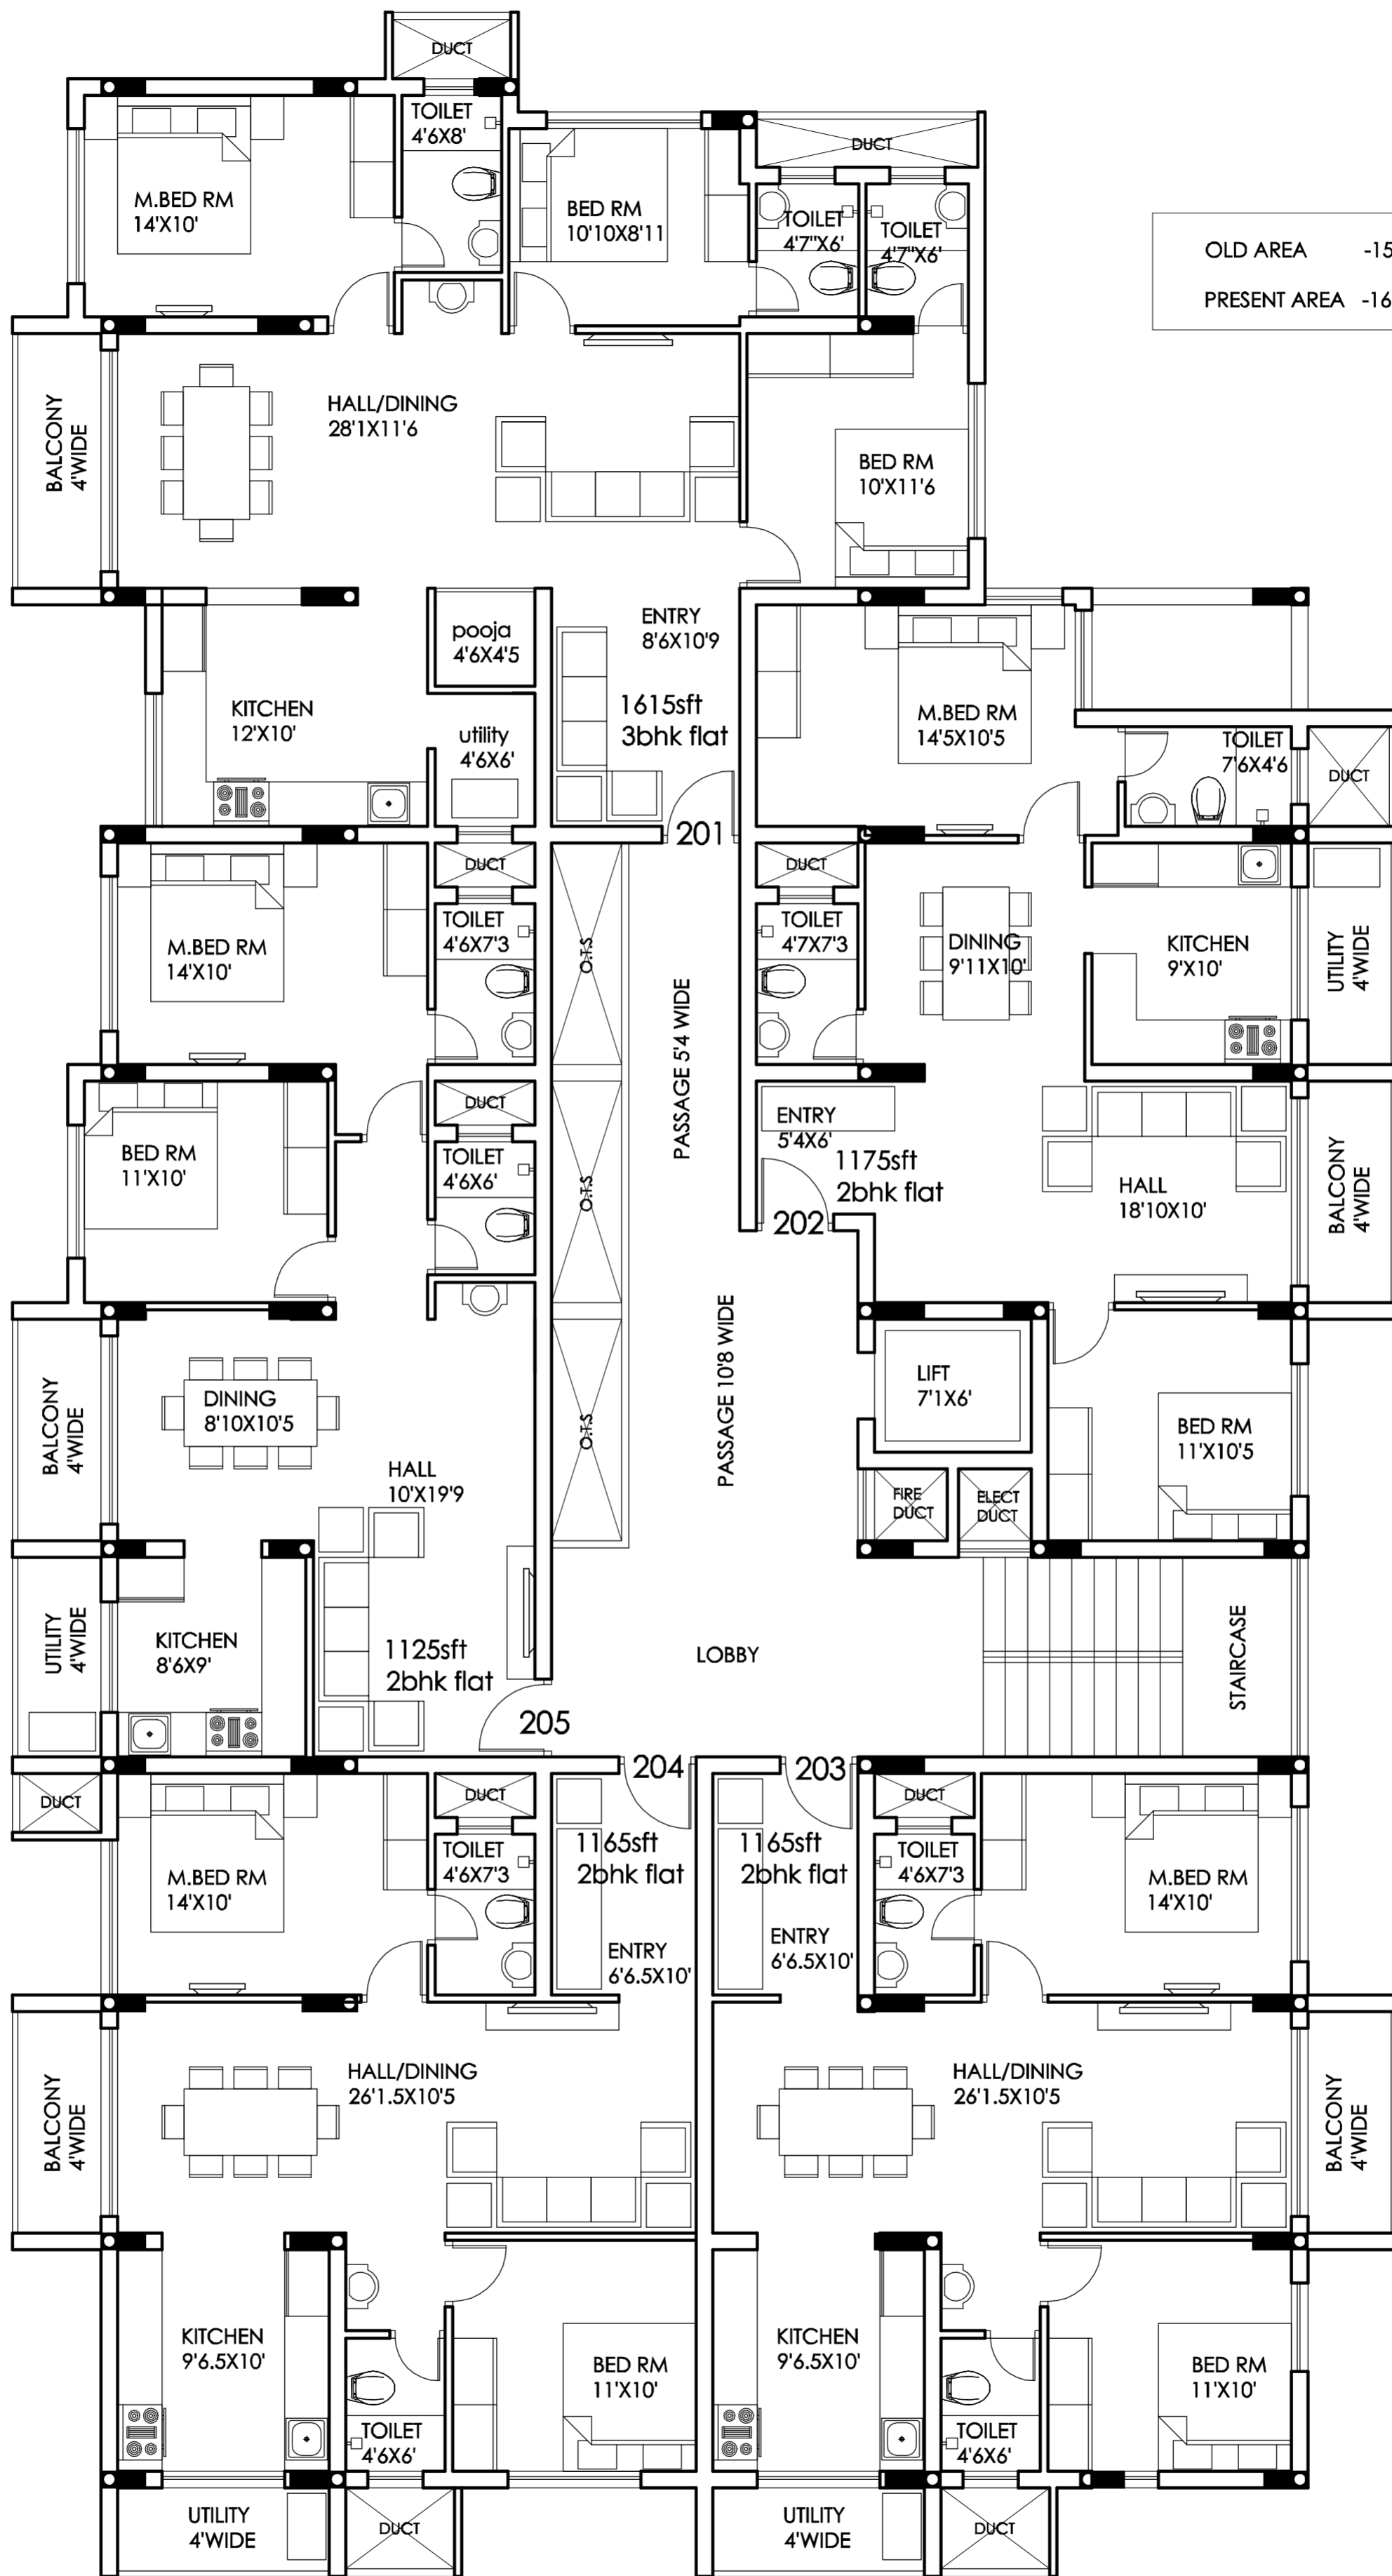 DUCT
TOILET
4'6X8'
M.BED RM
14'X10'
BED RM
10'10X8'11
DUCT
TOILET
4'7"X6'
TOILET
4'7"X6'
OLD AREA -15
PRESENT AREA -16
BALCONY
4'WIDE
HALL/DINING
28'1X11'6
BED RM
10'X11'6
pooja
4'6X4'5
ENTRY
8'6X10'9
KITCHEN
12'X10'
utility
4'6X6'
1615sft
3bhk flat
M.BED RM
14'5X10'5
TOILET
7'6X4'6
DUCT
201
DUCT
DUCT
M.BED RM
14'X10'
TOILET
4'6X7'3
O.T.S
PASSAGE 5'4 WIDE
TOILET
4'7X7'3
DINING
9'11X10'
KITCHEN
9'X10'
UTILITY
4'WIDE
BED RM
11'X10'
DUCT
TOILET
4'6X6'
O.T.S
ENTRY
5'4X6'
1175sft
2bhk flat
202
HALL
18'10X10'
BALCONY
4'WIDE
BALCONY
4'WIDE
DINING
8'10X10'5
HALL
10'X19'9
O.T.S
PASSAGE 10'8 WIDE
LIFT
7'1X6'
BED RM
11'X10'5
FIRE
DUCT
ELECT
DUCT
UTILITY
4'WIDE
KITCHEN
8'6X9'
1125sft
2bhk flat
LOBBY
STAIRCASE
205
204
203
DUCT
DUCT
DUCT
M.BED RM
14'X10'
TOILET
4'6X7'3
1165sft
2bhk flat
1165sft
2bhk flat
TOILET
4'6X7'3
M.BED RM
14'X10'
ENTRY
6'6.5X10'
ENTRY
6'6.5X10'
BALCONY
4'WIDE
HALL/DINING
26'1.5X10'5
HALL/DINING
26'1.5X10'5
BALCONY
4'WIDE
KITCHEN
9'6.5X10'
BED RM
11'X10'
KITCHEN
9'6.5X10'
BED RM
11'X10'
TOILET
4'6X6'
TOILET
4'6X6'
UTILITY
4'WIDE
DUCT
UTILITY
4'WIDE
DUCT